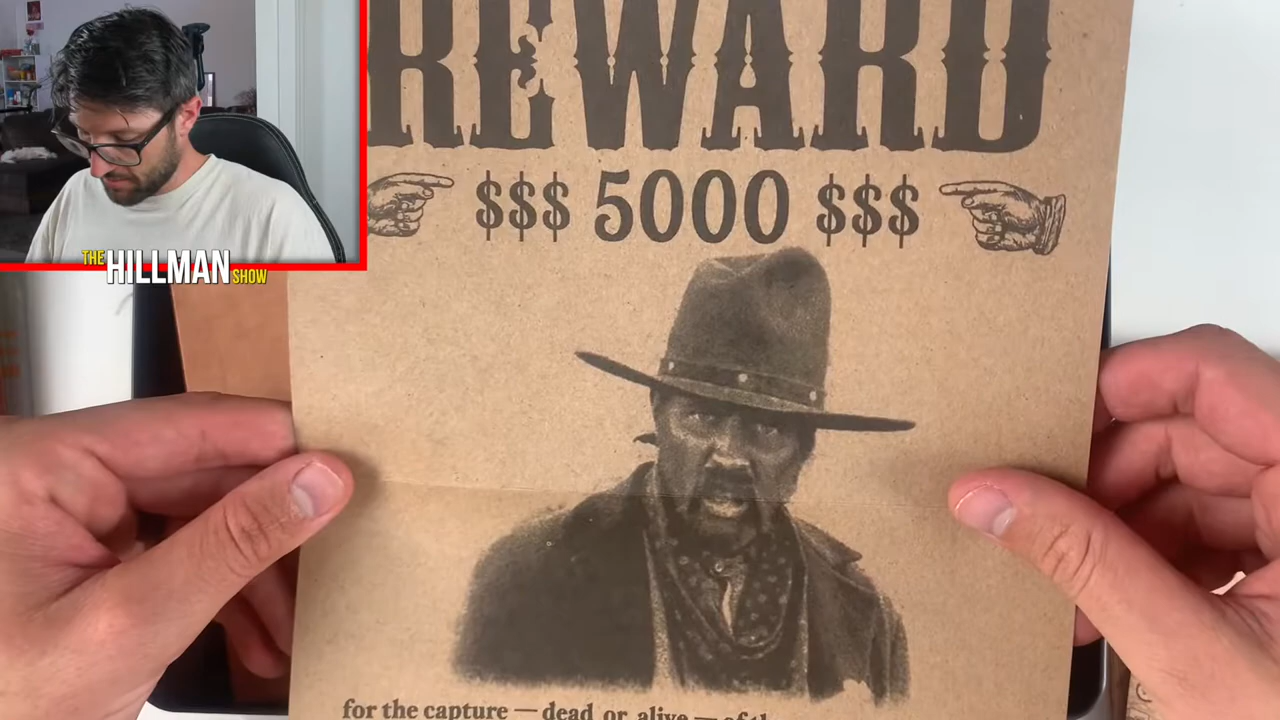 REWARD
$$$ 5000 $$$
THE HILLMAN SHOW
for the capture — dead or alive —